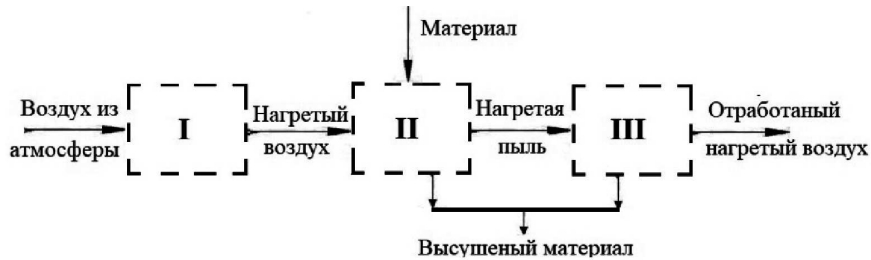 Материал
Воздух из
атмосферы
I
Нагретый
воздух
II
Нагретая
пыль
III
Отработаный
нагретый воздух
Высушеный материал